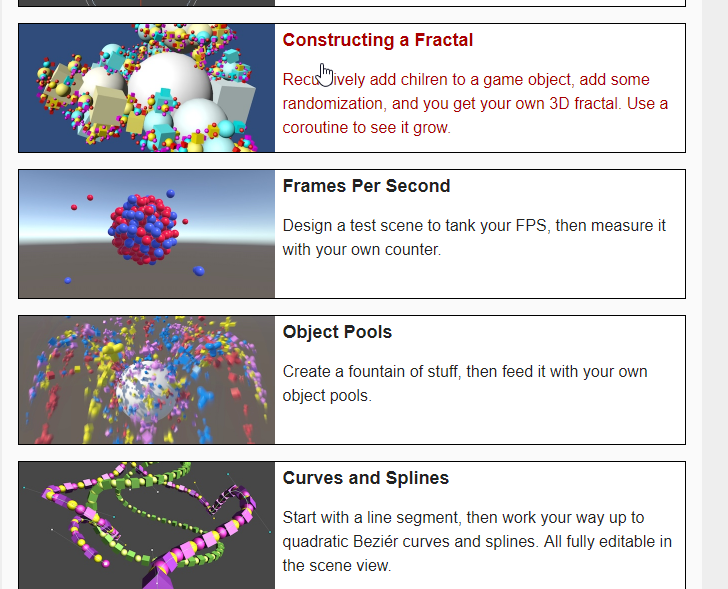 Constructing a Fractal
Recursively add chilren to a game object, add some
randomization, and you get your own 3D fractal. Use a
coroutine to see it grow.
Frames Per Second
Design a test scene to tank your FPS, then measure it
with your own counter.
Object Pools
Create a fountain of stuff, then feed it with your own
object pools.
Curves and Splines
Start with a line segment, then work your way up to
quadratic Beziér curves and splines. All fully editable in
the scene view.